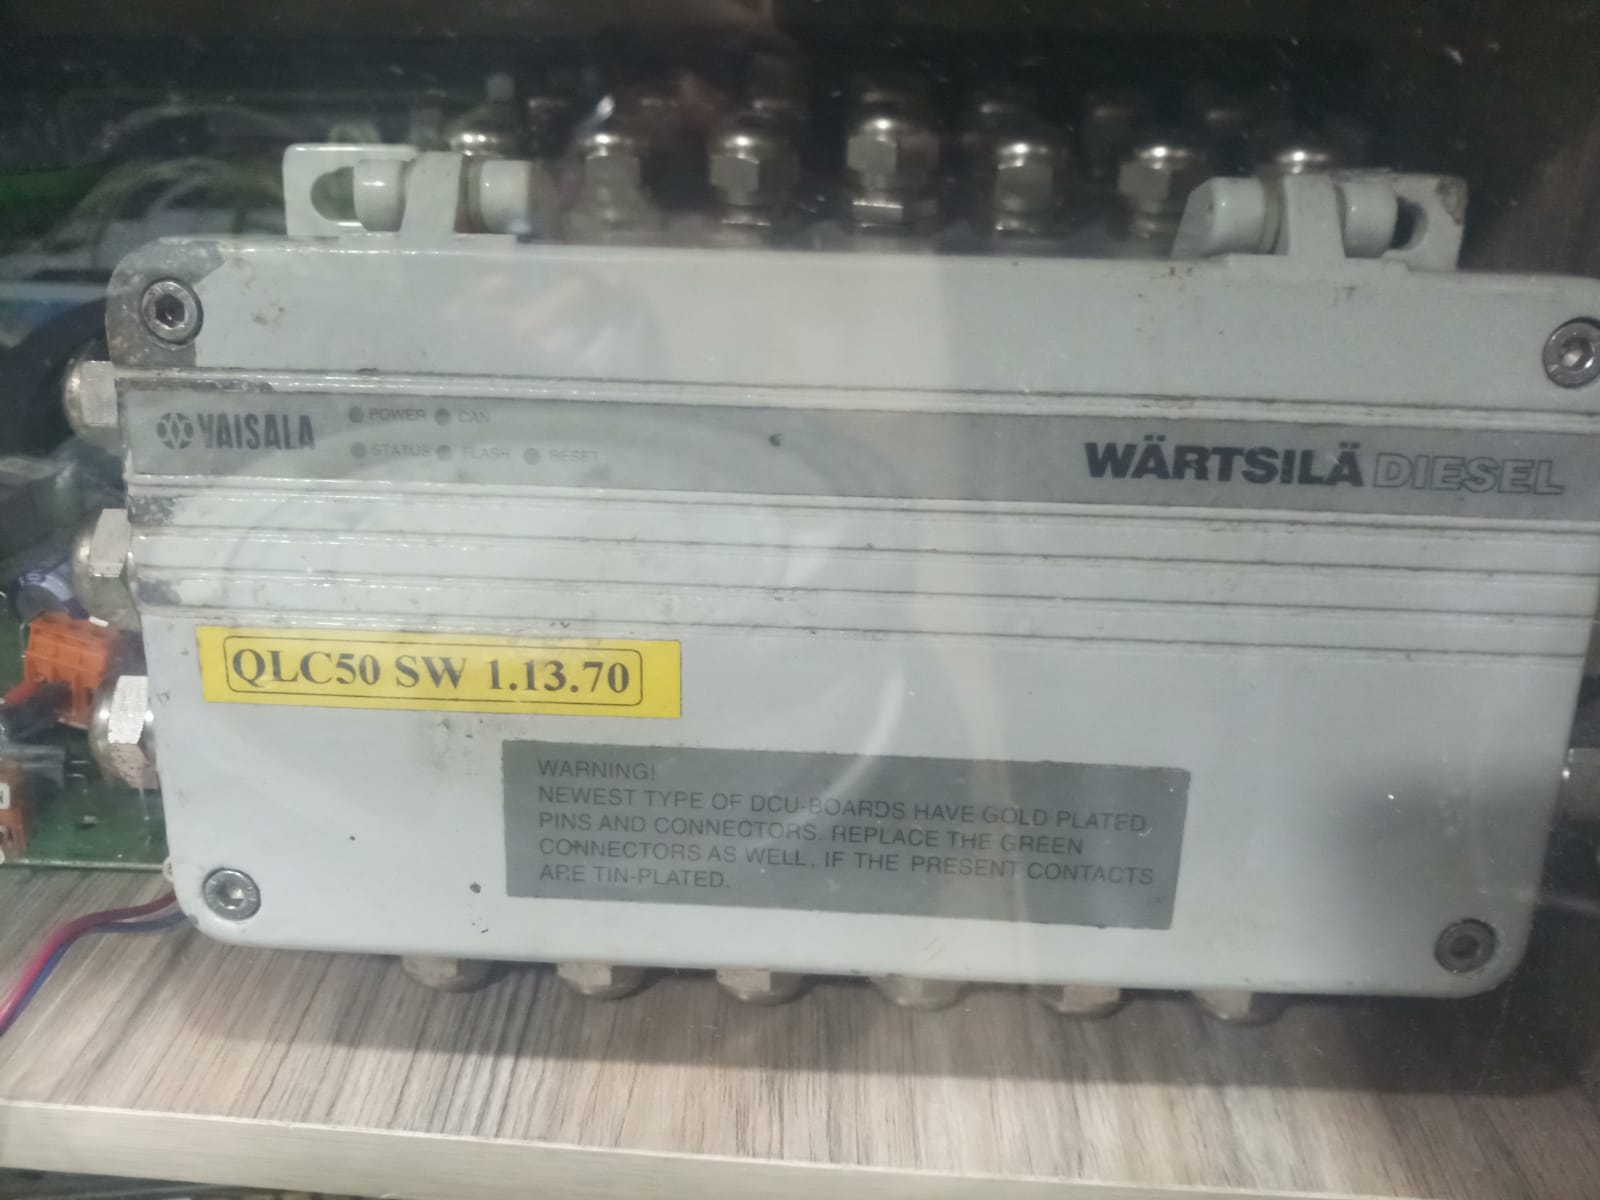 VAISALA
POWER CAN
STATUS FLASH RESET
WÄRTSILÄ DIESEL
QLC50 SW 1.13.70
WARNING!
NEWEST TYPE OF DCU-BOARDS HAVE GOLD PLATED
PINS AND CONNECTORS. REPLACE THE GREEN
CONNECTORS AS WELL, IF THE PRESENT CONTACTS
ARE TIN-PLATED.